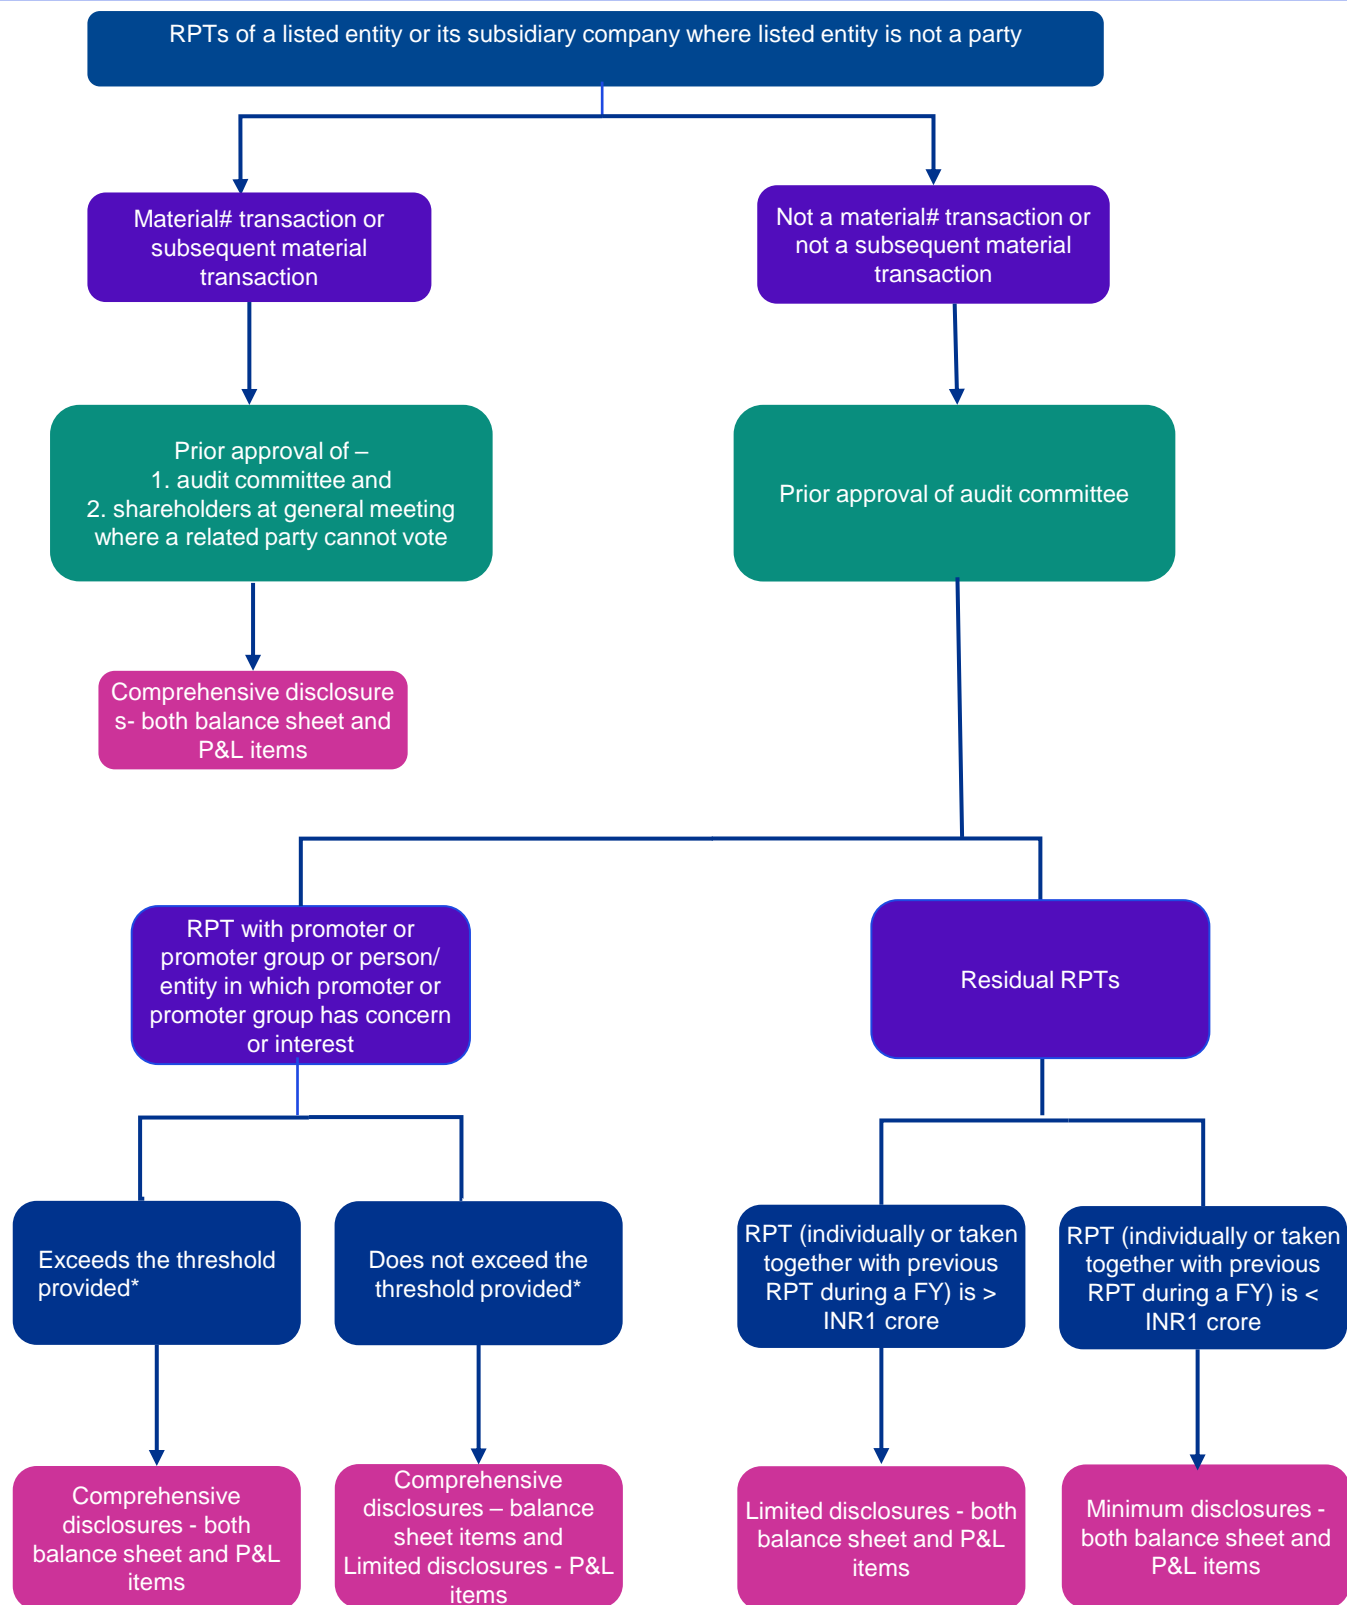 RPTs of a listed entity or its subsidiary company where listed entity is not a party
Material# transaction or
subsequent material
transaction
Not a material# transaction or
not a subsequent material
transaction
Prior approval of –
1. audit committee and
2. shareholders at general meeting
where a related party cannot vote
Prior approval of audit committee
Comprehensive disclosure
s- both balance sheet and
P&L items
RPT with promoter or
promoter group or person/
entity in which promoter or
promoter group has concern
or interest
Residual RPTs
Exceeds the threshold
provided*
Does not exceed the
threshold provided*
RPT (individually or taken
together with previous
RPT during a FY) is >
INR1 crore
RPT (individually or taken
together with previous
RPT during a FY) is <
INR1 crore
Comprehensive
disclosures - both
balance sheet and P&L
items
Comprehensive
disclosures – balance
sheet items and
Limited disclosures - P&L
items
Limited disclosures - both
balance sheet and P&L
items
Minimum disclosures -
both balance sheet and
P&L items